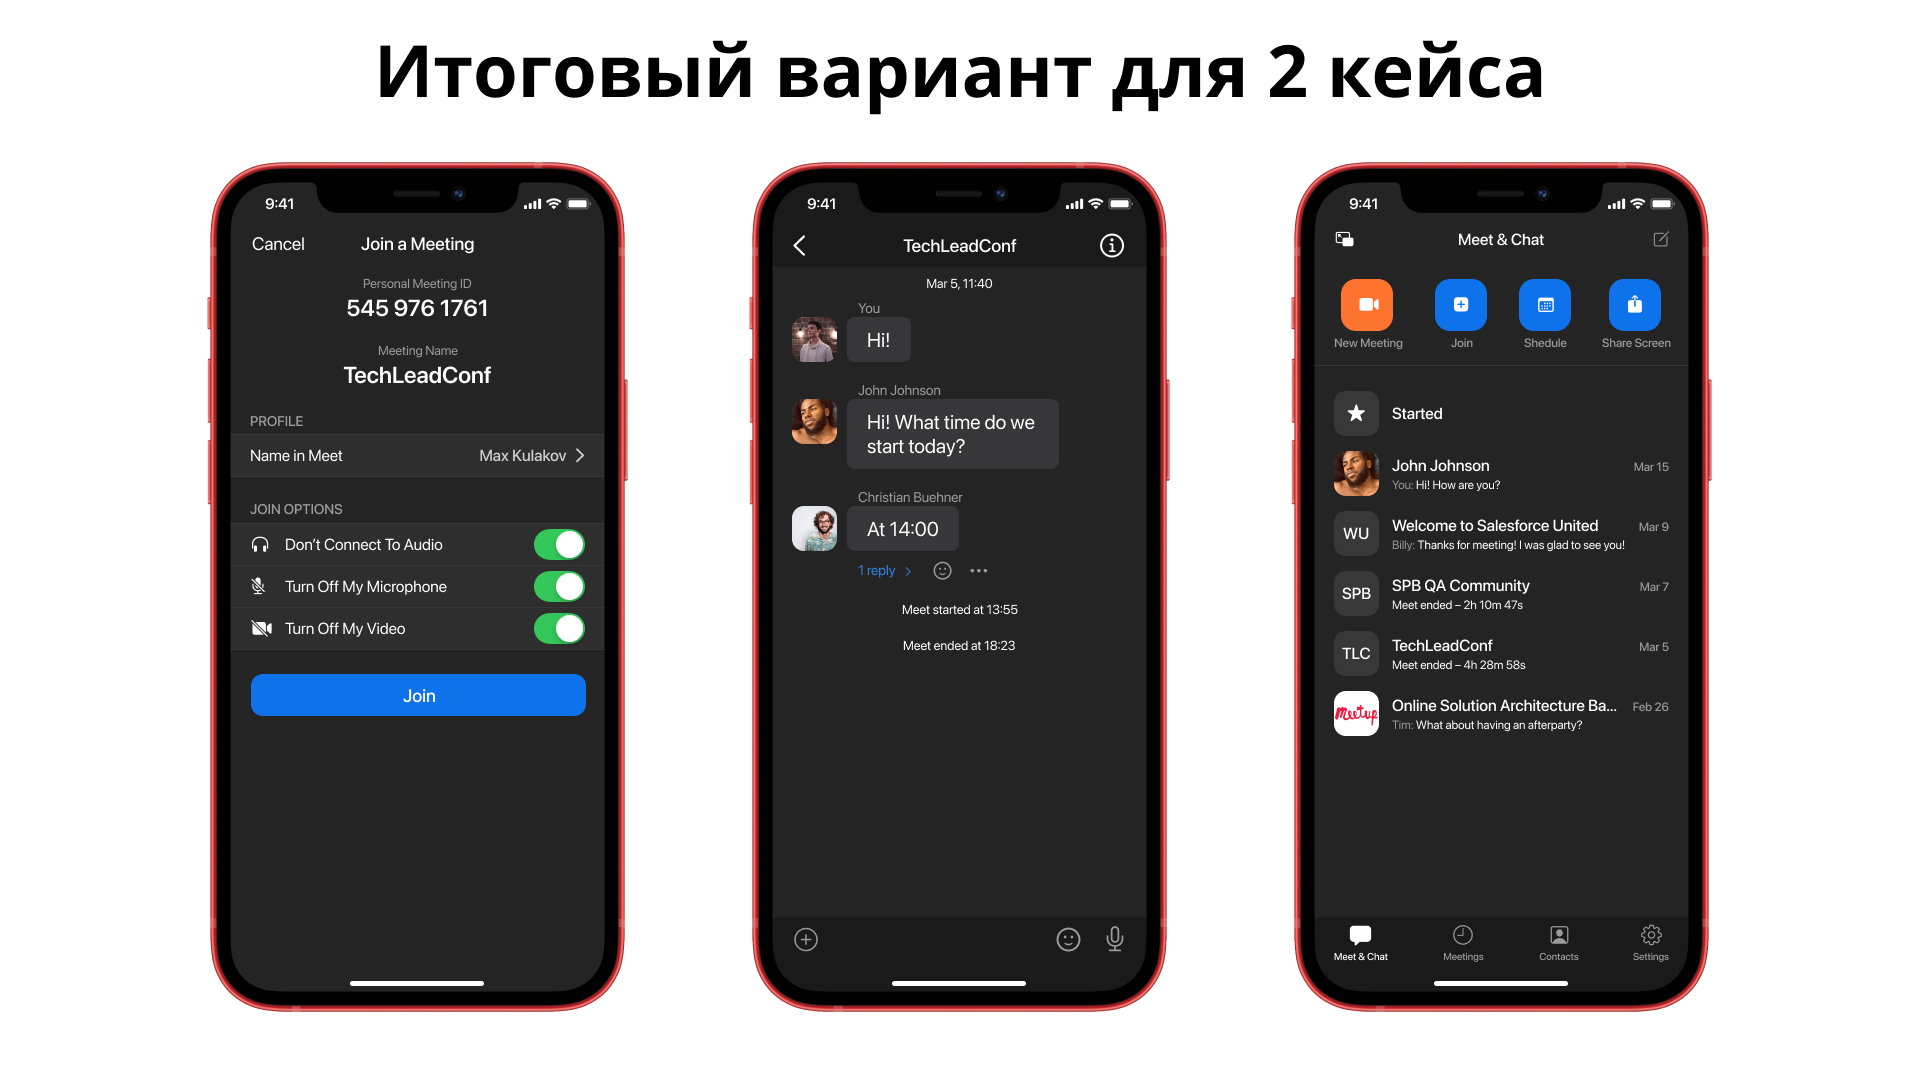 Итоговый вариант для 2 кейса
9:41
Cancel
Join a Meeting
Personal Meeting ID
545 976 1761
Meeting Name
TechLeadConf
PROFILE
Name in Meet
Max Kulakov
JOIN OPTIONS
Don’t Connect To Audio
Turn Off My Microphone
Turn Off My Video
Join
9:41
TechLeadConf
Mar 5, 11:40
You
Hi!
John Johnson
Hi! What time do we
start today?
Christian Buehner
At 14:00
1 reply
Meet started at 13:55
Meet ended at 18:23
9:41
Meet & Chat
New Meeting
Join
Shedule
Share Screen
Started
John Johnson
Mar 15
You: Hi! How are you?
WU
Welcome to Salesforce United
Mar 9
Billy: Thanks for meeting! I was glad to see you!
SPB
SPB QA Community
Mar 7
Meet ended – 2h 10m 47s
TLC
TechLeadConf
Mar 5
Meet ended – 4h 28m 58s
meetup
Online Solution Architecture Ba...
Feb 26
Tim: What about having an afterparty?
Meet & Chat
Meetings
Contacts
Settings